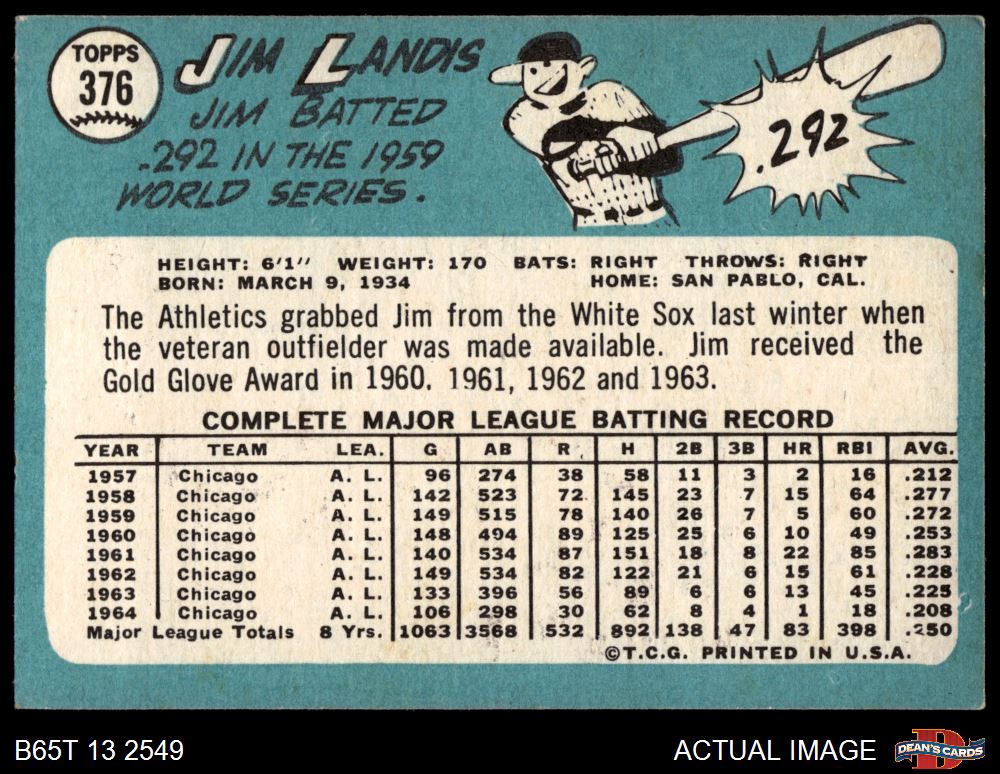 TOPPS
376
JIM LANDIS
JIM BATTED
.292 IN THE 1959
WORLD SERIES.
.292
HEIGHT: 6'1" WEIGHT: 170 BATS: RIGHT THROWS: RIGHT
BORN: MARCH 9, 1934 HOME: SAN PABLO, CAL.
The Athletics grabbed Jim from the White Sox last winter when
the veteran outfielder was made available. Jim received the
Gold Glove Award in 1960, 1961, 1962 and 1963.
COMPLETE MAJOR LEAGUE BATTING RECORD
YEAR TEAM LEA. G AB R H 2B 3B HR RBI AVG.
1957 Chicago A. L. 96 274 38 58 11 3 2 16 .212
1958 Chicago A. L. 142 523 72 145 23 7 15 64 .277
1959 Chicago A. L. 149 515 78 140 26 7 5 60 .272
1960 Chicago A. L. 148 494 89 125 25 6 10 49 .253
1961 Chicago A. L. 140 534 87 151 18 8 22 85 .283
1962 Chicago A. L. 149 534 82 122 21 6 15 61 .228
1963 Chicago A. L. 133 396 56 89 6 6 13 45 .225
1964 Chicago A. L. 106 298 30 62 8 4 1 18 .208
Major League Totals 8 Yrs. 1063 3568 532 892 138 47 83 398 .250
©T.C.G. PRINTED IN U.S.A.
B65T 13 2549 ACTUAL IMAGE DEAN'S CARDS